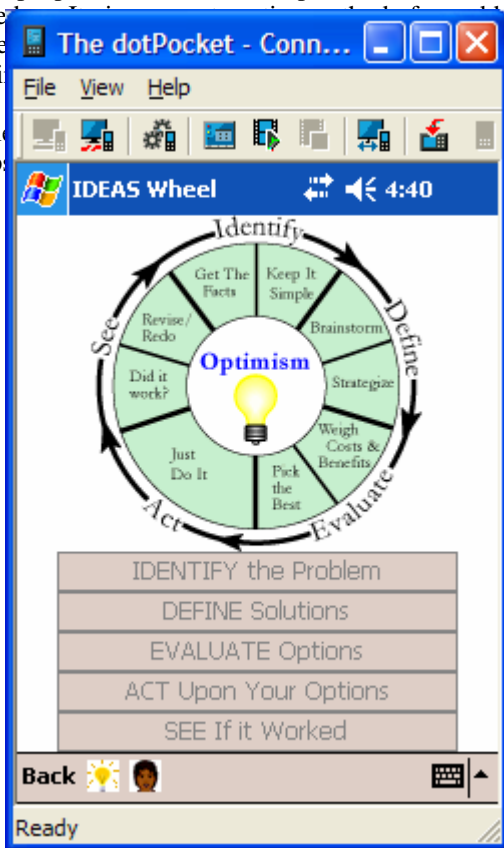 The dotPocket - Conn...
File View Help
IDEAS Wheel 4:40
Identify
Get The
Facts
Keep It
Simple
Revise/
Redo
Brainstorm
See
Define
Optimism
Did it
work?
Strategize
Weigh
Costs &
Benefits
Just
Do It
Pick
the
Best
Act
Evaluate
IDENTIFY the Problem
DEFINE Solutions
EVALUATE Options
ACT Upon Your Options
SEE If it Worked
Back
Ready